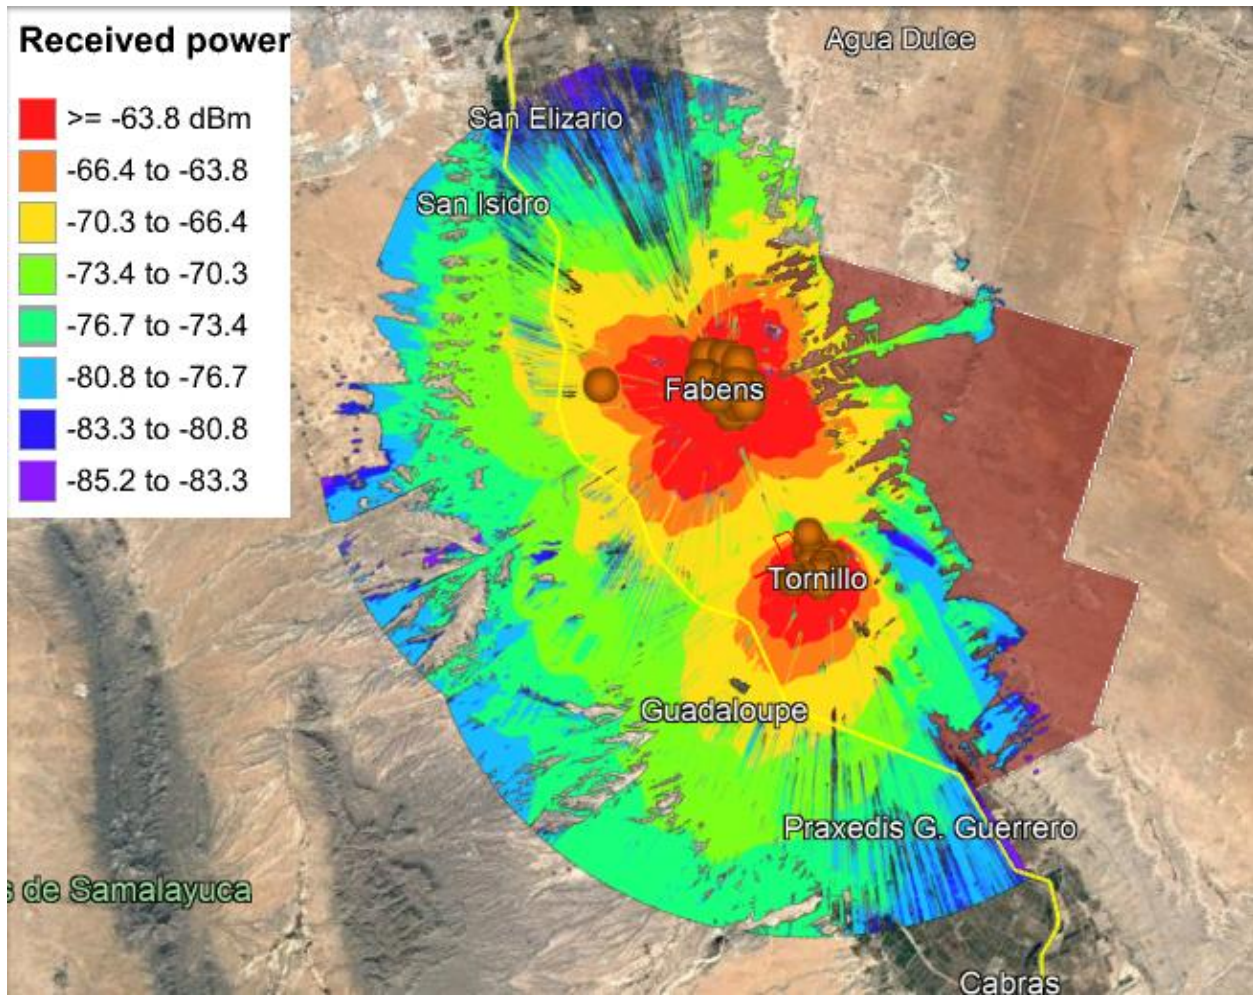 Received power
>= -63.8 dBm
-66.4 to -63.8
-70.3 to -66.4
-73.4 to -70.3
-76.7 to -73.4
-80.8 to -76.7
-83.3 to -80.8
-85.2 to -83.3
Agua Dulce
San Elizario
San Isidro
Fabens
Tornillo
Guadaloupe
Praxedis G. Guerrero
s de Samalayuca
Cabras